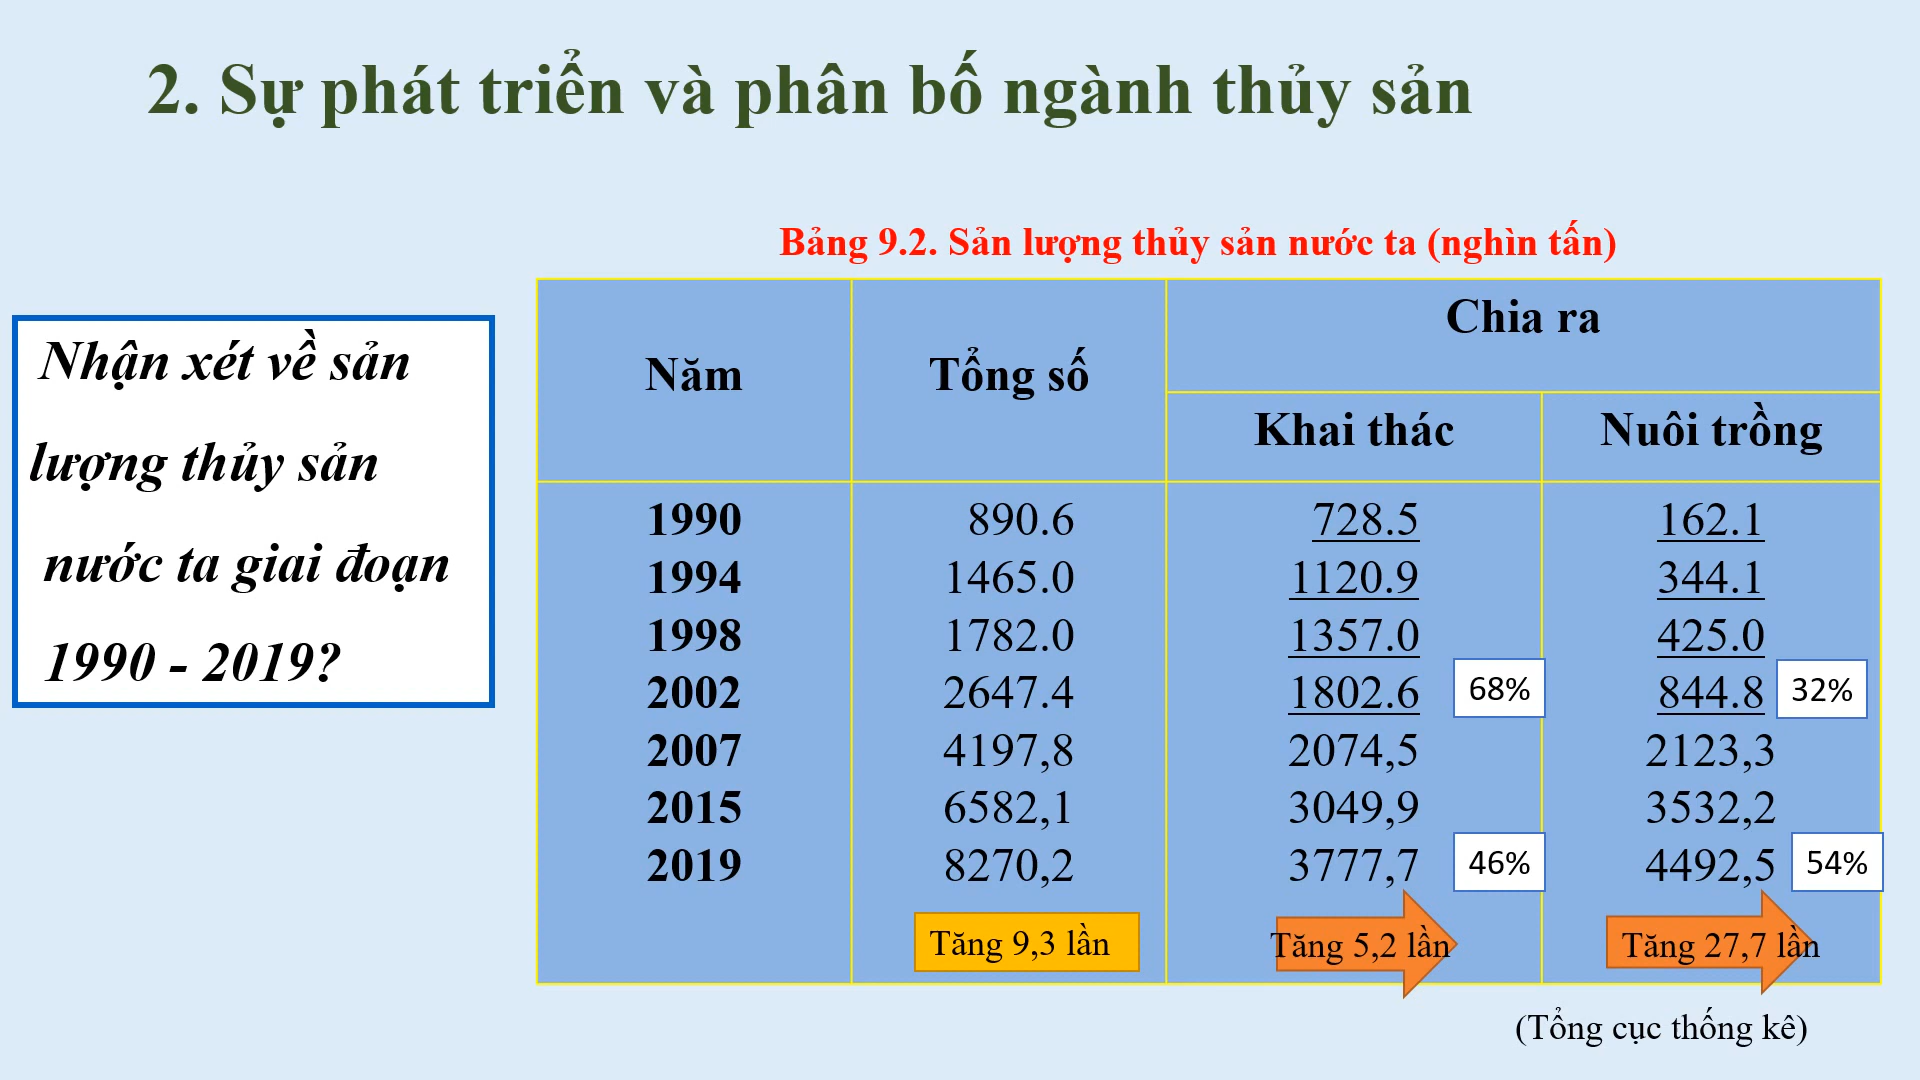 2. Sự phát triển và phân bố ngành thủy sản
Bảng 9.2. Sản lượng thủy sản nước ta (nghìn tấn)
Nhận xét về sản
lượng thủy sản
nước ta giai đoạn
1990 - 2019?
Năm Tổng số Chia ra
Khai thác Nuôi trồng
1990 890.6 728.5 162.1
1994 1465.0 1120.9 344.1
1998 1782.0 1357.0 425.0
2002 2647.4 1802.6 68% 844.8 32%
2007 4197,8 2074,5 2123,3
2015 6582,1 3049,9 3532,2
2019 8270,2 3777,7 46% 4492,5 54%
Tăng 9,3 lần Tăng 5,2 lần Tăng 27,7 lần
(Tổng cục thống kê)